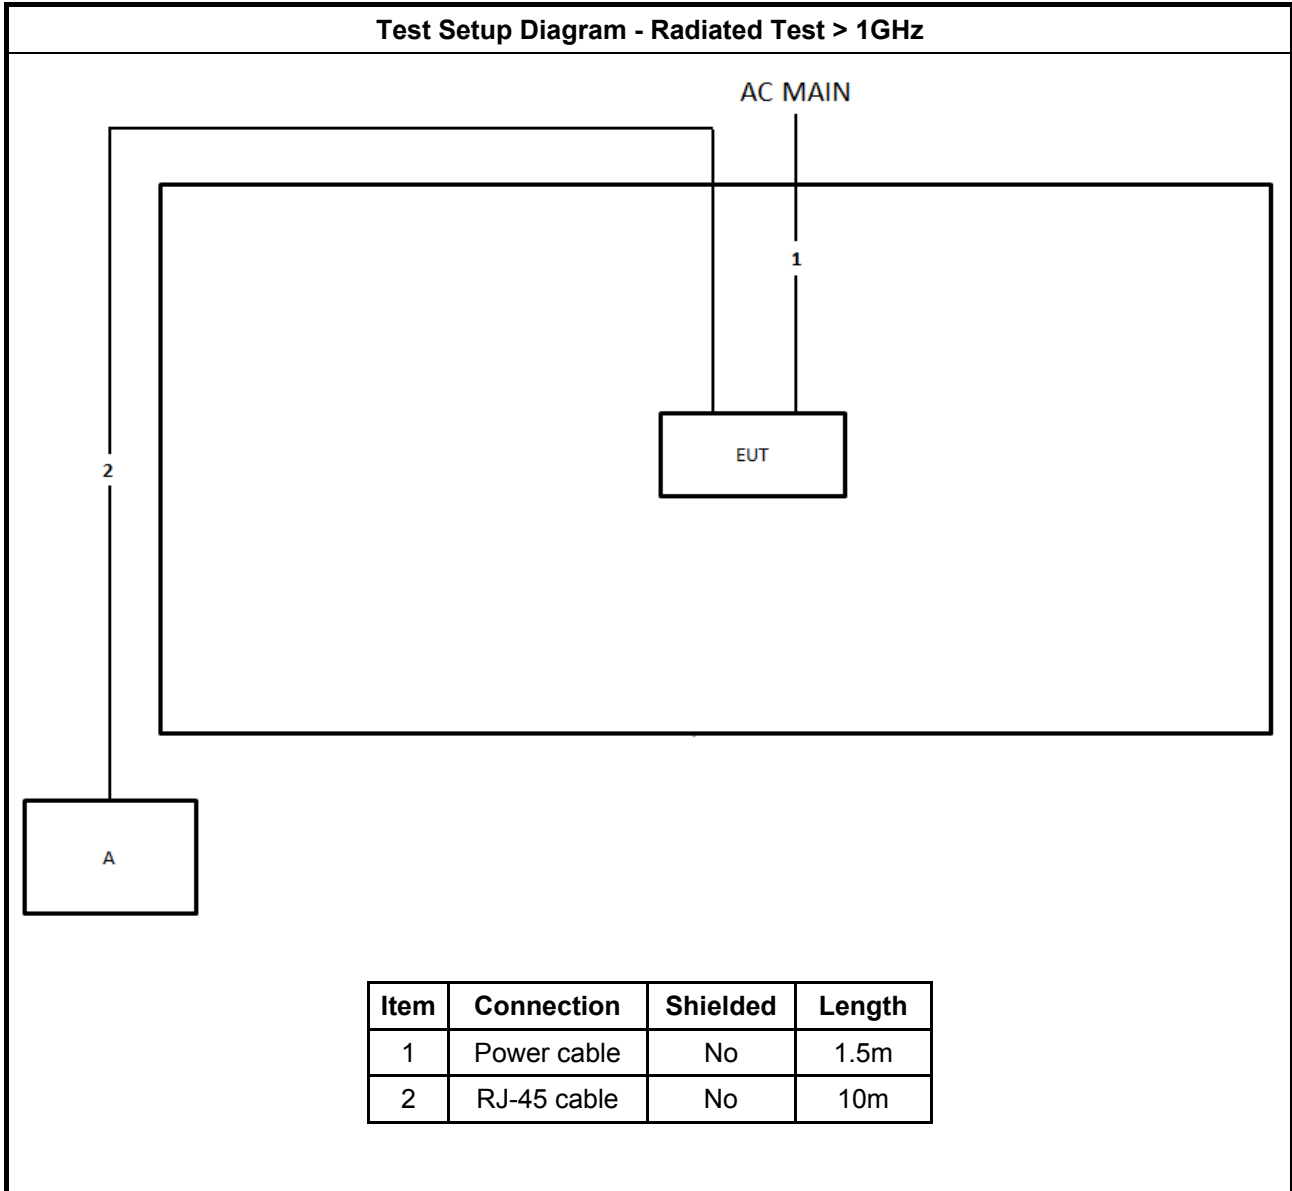 Test Setup Diagram - Radiated Test > 1GHz
AC MAIN
1
EUT
2
A
Item Connection Shielded Length
1 Power cable No 1.5m
2 RJ-45 cable No 10m